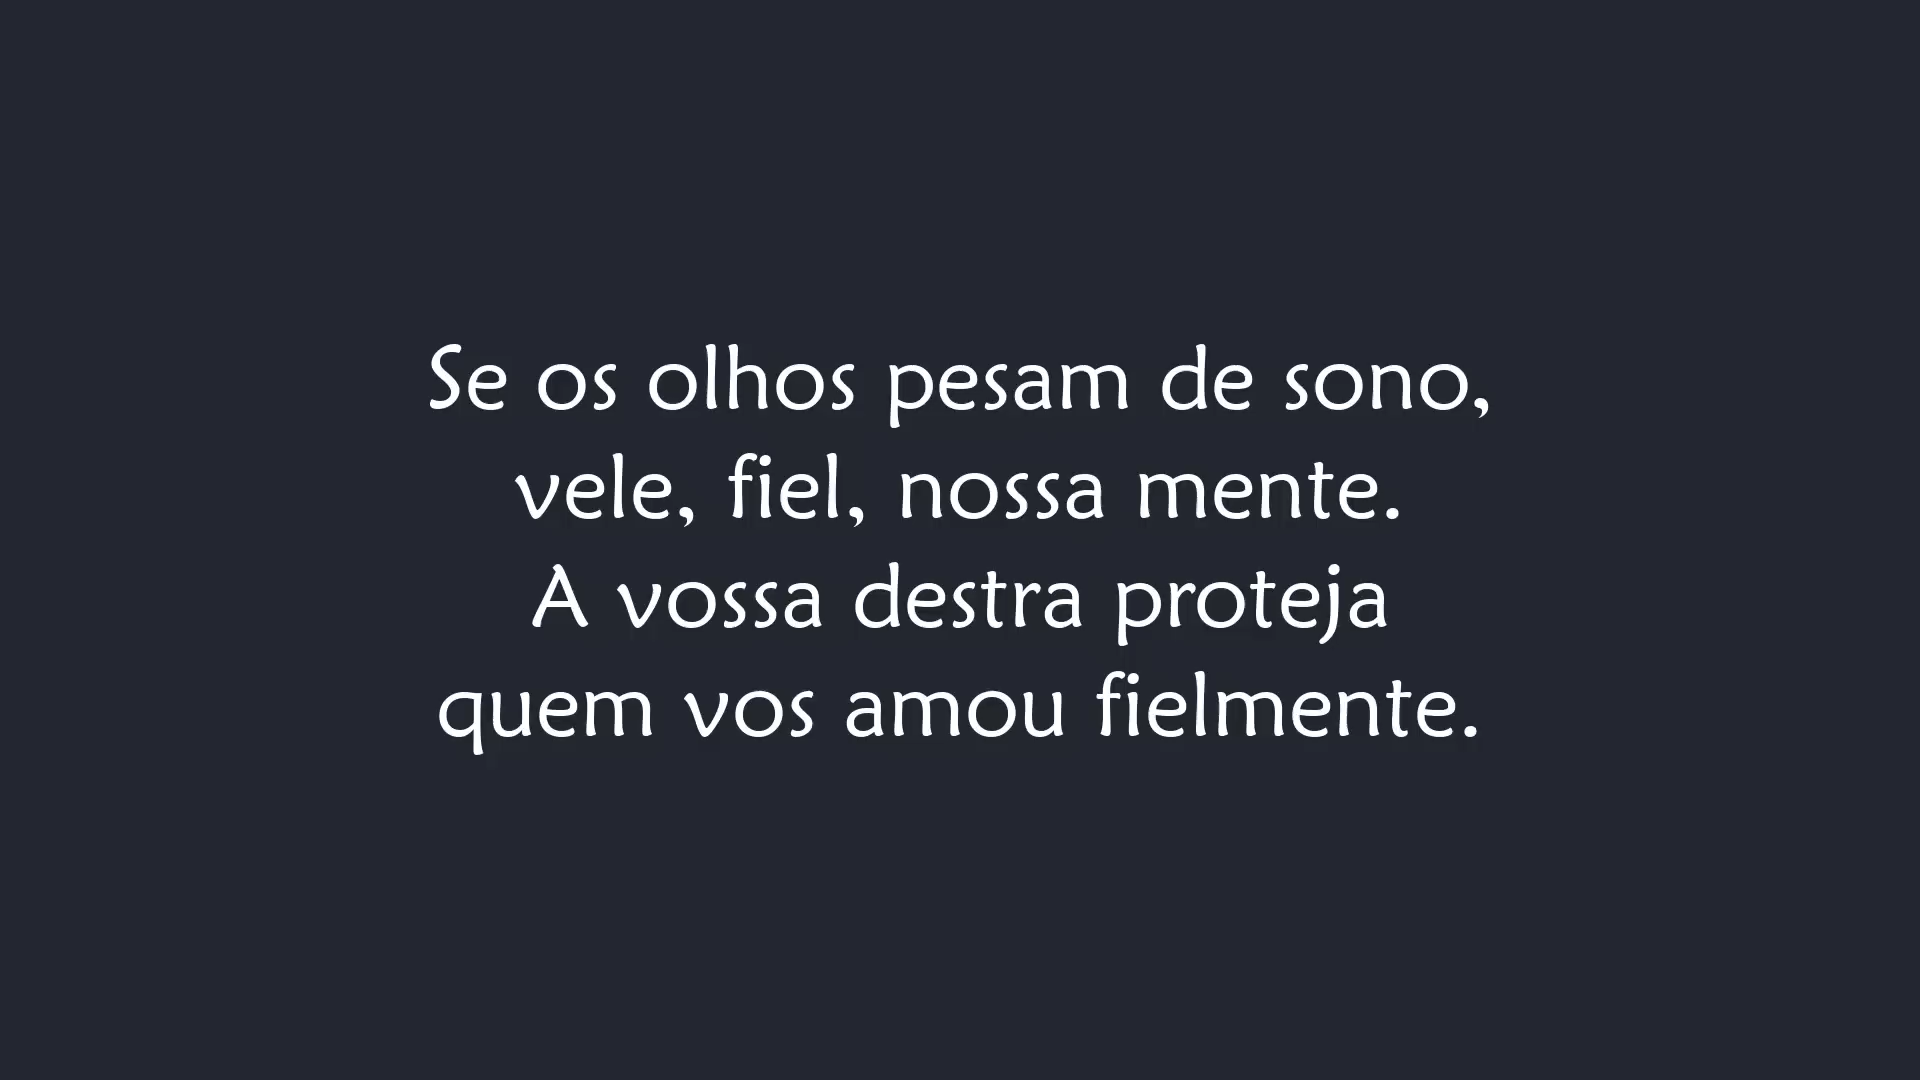 Se os olhos pesam de sono,
vele, fiel, nossa mente.
A vossa destra proteja
quem vos amou fielmente.